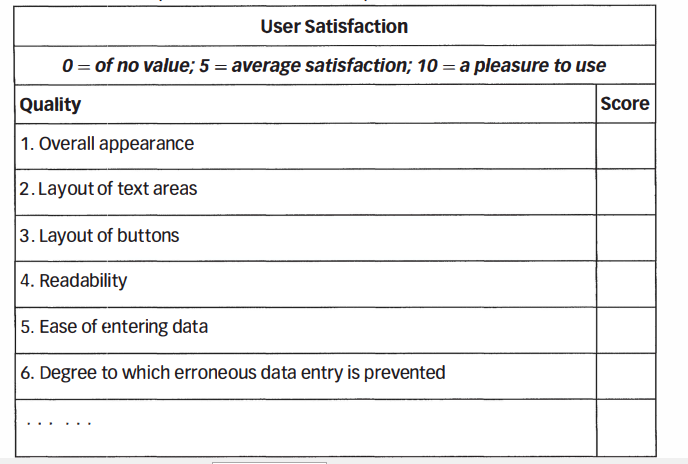 User Satisfaction
0 = of no value; 5 = average satisfaction; 10 = a pleasure to use
Quality
Score
1. Overall appearance
2. Layout of text areas
3. Layout of buttons
4. Readability
5. Ease of entering data
6. Degree to which erroneous data entry is prevented
... ...